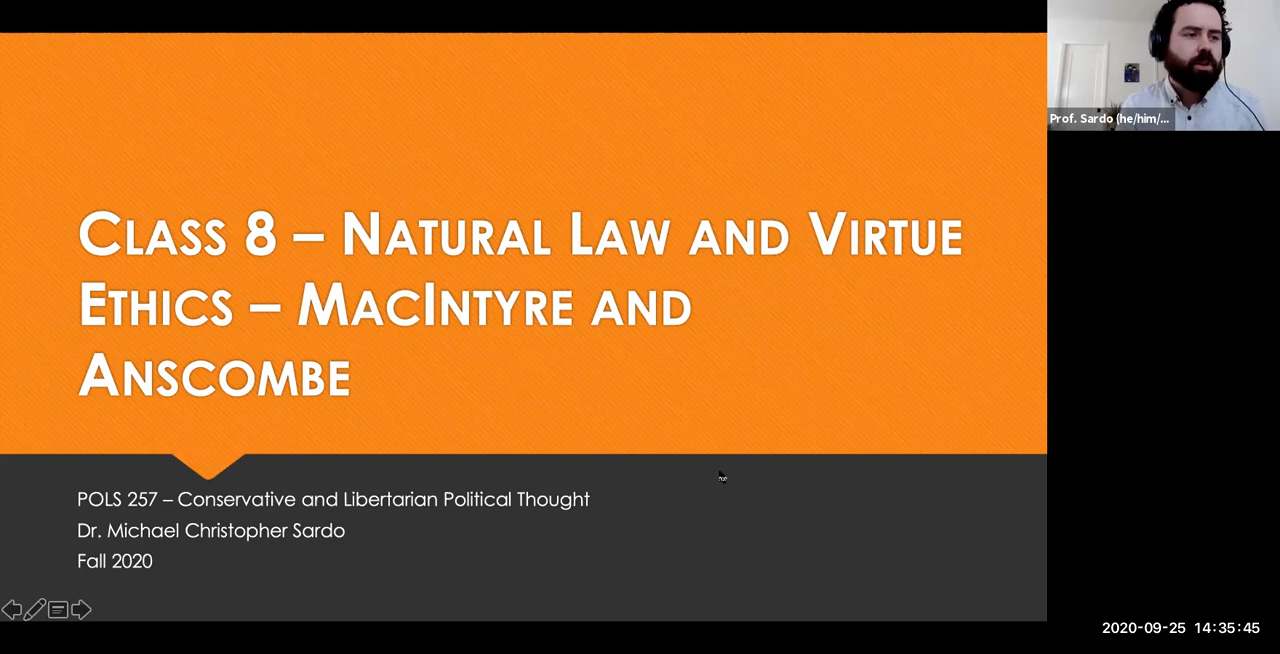 Prof. Sardo (he/him/...
Class 8 – Natural Law and Virtue
Ethics – MacIntyre and
Anscombe
POLS 257 – Conservative and Libertarian Political Thought
Dr. Michael Christopher Sardo
Fall 2020
2020-09-25 14:35:45